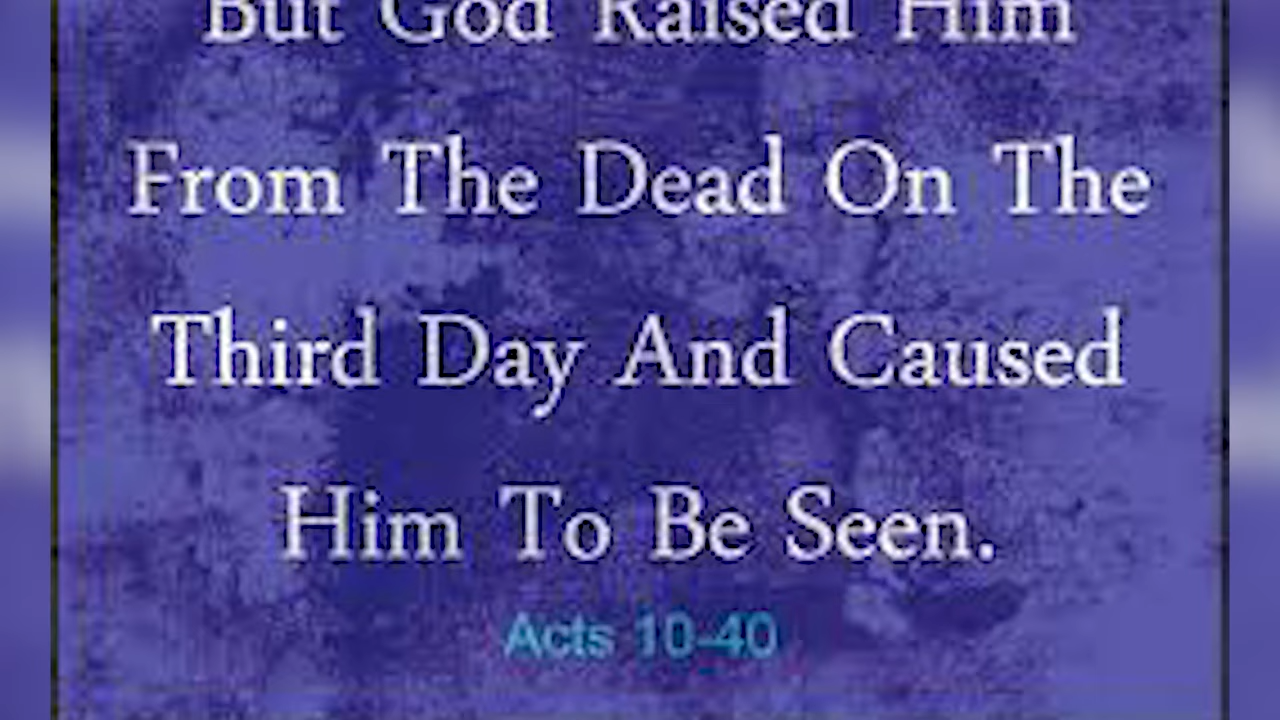 But God Raised Him
From The Dead On The
Third Day And Caused
Him To Be Seen.
Acts 10-40